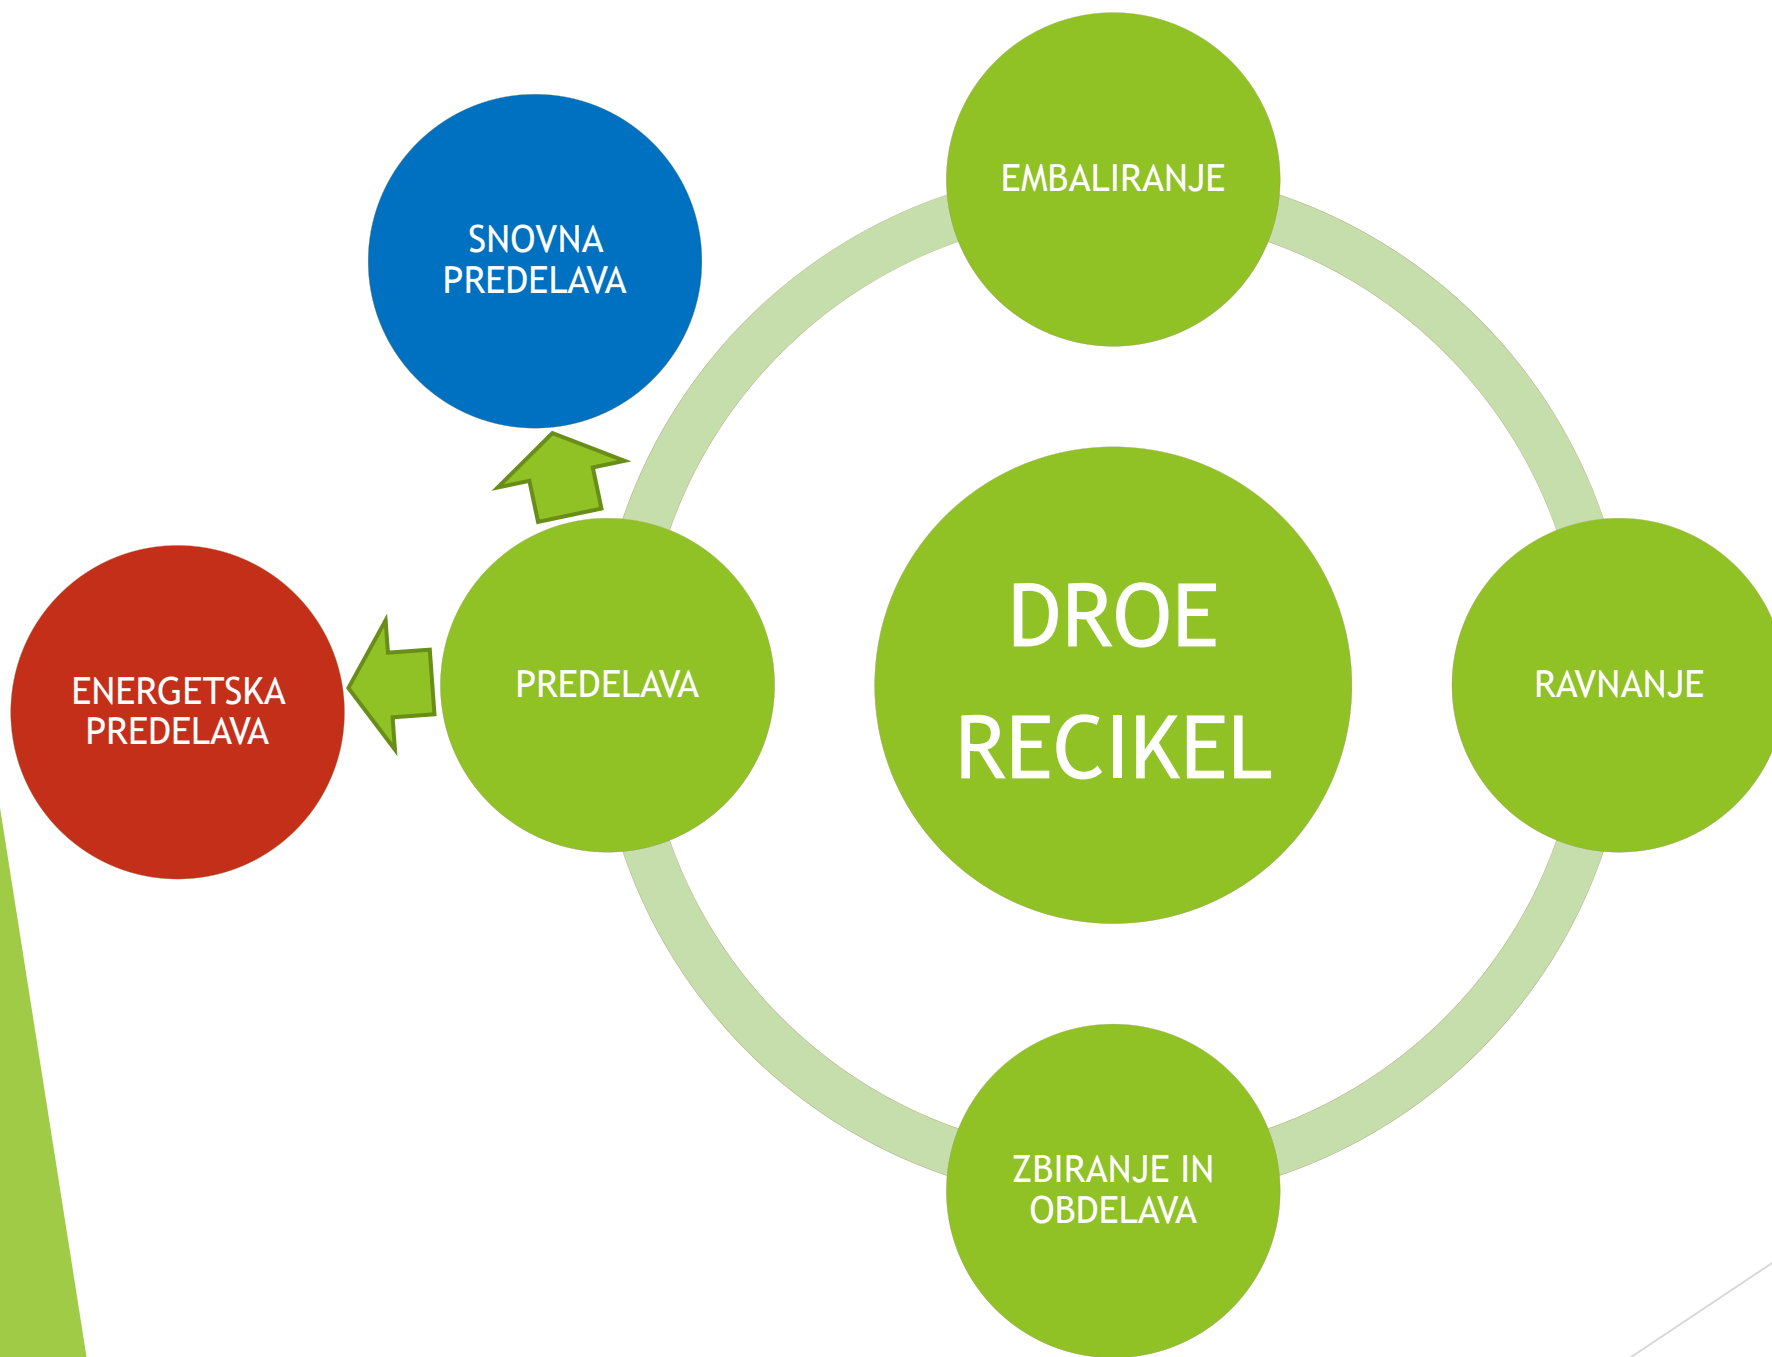 EMBALIRANJE
SNOVNA
PREDELAVA
DROE
RECIKEL
PREDELAVA
RAVNANJE
ENERGETSKA
PREDELAVA
ZBIRANJE IN
OBDELAVA